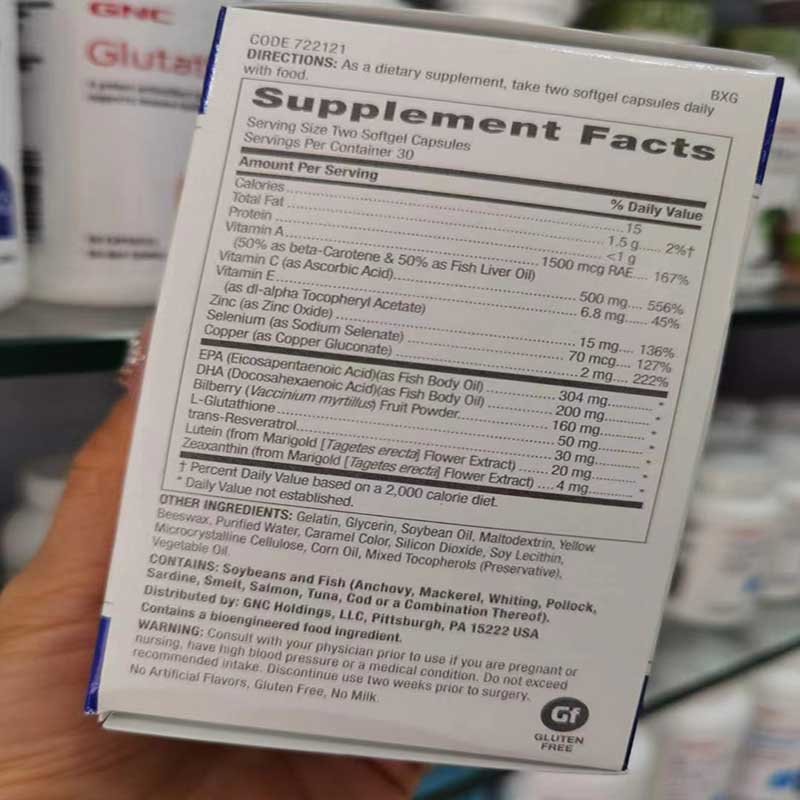 GNC
CODE 722121
BXG
DIRECTIONS: As a dietary supplement, take two softgel capsules daily
with food.
Supplement Facts
Serving Size Two Softgel Capsules
Servings Per Container 30
Amount Per Serving % Daily Value
Calories 15
Total Fat 1.5 g 2%†
Protein <1 g
Vitamin A 1500 mcg RAE 167%
(50% as beta-Carotene & 50% as Fish Liver Oil)
Vitamin C (as Ascorbic Acid) 500 mg 556%
Vitamin E 6.8 mg 45%
(as dl-alpha Tocopheryl Acetate)
Zinc (as Zinc Oxide) 15 mg 136%
Selenium (as Sodium Selenate) 70 mcg 127%
Copper (as Copper Gluconate) 2 mg 222%
EPA (Eicosapentaenoic Acid)(as Fish Body Oil) 304 mg *
DHA (Docosahexaenoic Acid)(as Fish Body Oil) 200 mg *
Bilberry (Vaccinium myrtillus) Fruit Powder 160 mg *
L-Glutathione 50 mg *
trans-Resveratrol 30 mg *
Lutein (from Marigold [Tagetes erecta] Flower Extract) 20 mg *
Zeaxanthin (from Marigold [Tagetes erecta] Flower Extract) 4 mg *
† Percent Daily Value based on a 2,000 calorie diet.
* Daily Value not established.
OTHER INGREDIENTS: Gelatin, Glycerin, Soybean Oil, Maltodextrin, Yellow
Beeswax, Purified Water, Caramel Color, Silicon Dioxide, Soy Lecithin,
Microcrystalline Cellulose, Corn Oil, Mixed Tocopherols (Preservative),
Vegetable Oil.
CONTAINS: Soybeans and Fish (Anchovy, Mackerel, Whiting, Pollock,
Sardine, Smelt, Salmon, Tuna, Cod or a Combination Thereof).
Distributed by: GNC Holdings, LLC, Pittsburgh, PA 15222 USA
Contains a bioengineered food ingredient.
WARNING: Consult with your physician prior to use if you are pregnant or
nursing, have high blood pressure or a medical condition. Do not exceed
recommended intake. Discontinue use two weeks prior to surgery.
No Artificial Flavors, Gluten Free, No Milk.
Gf
GLUTEN
FREE